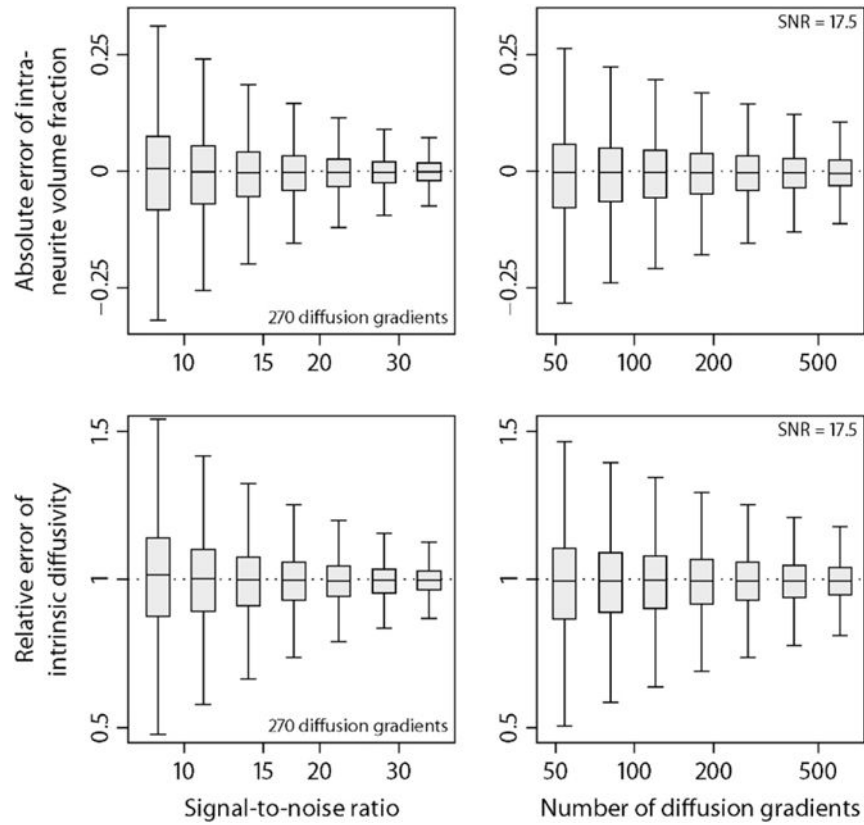 Absolute error of intra-
neurite volume fraction
0.25
0
−0.25
270 diffusion gradients
10 15 20 30
SNR = 17.5
0.25
0
−0.25
50 100 200 500
Relative error of
intrinsic diffusivity
1.5
1
0.5
270 diffusion gradients
10 15 20 30
Signal-to-noise ratio
SNR = 17.5
1.5
1
0.5
50 100 200 500
Number of diffusion gradients